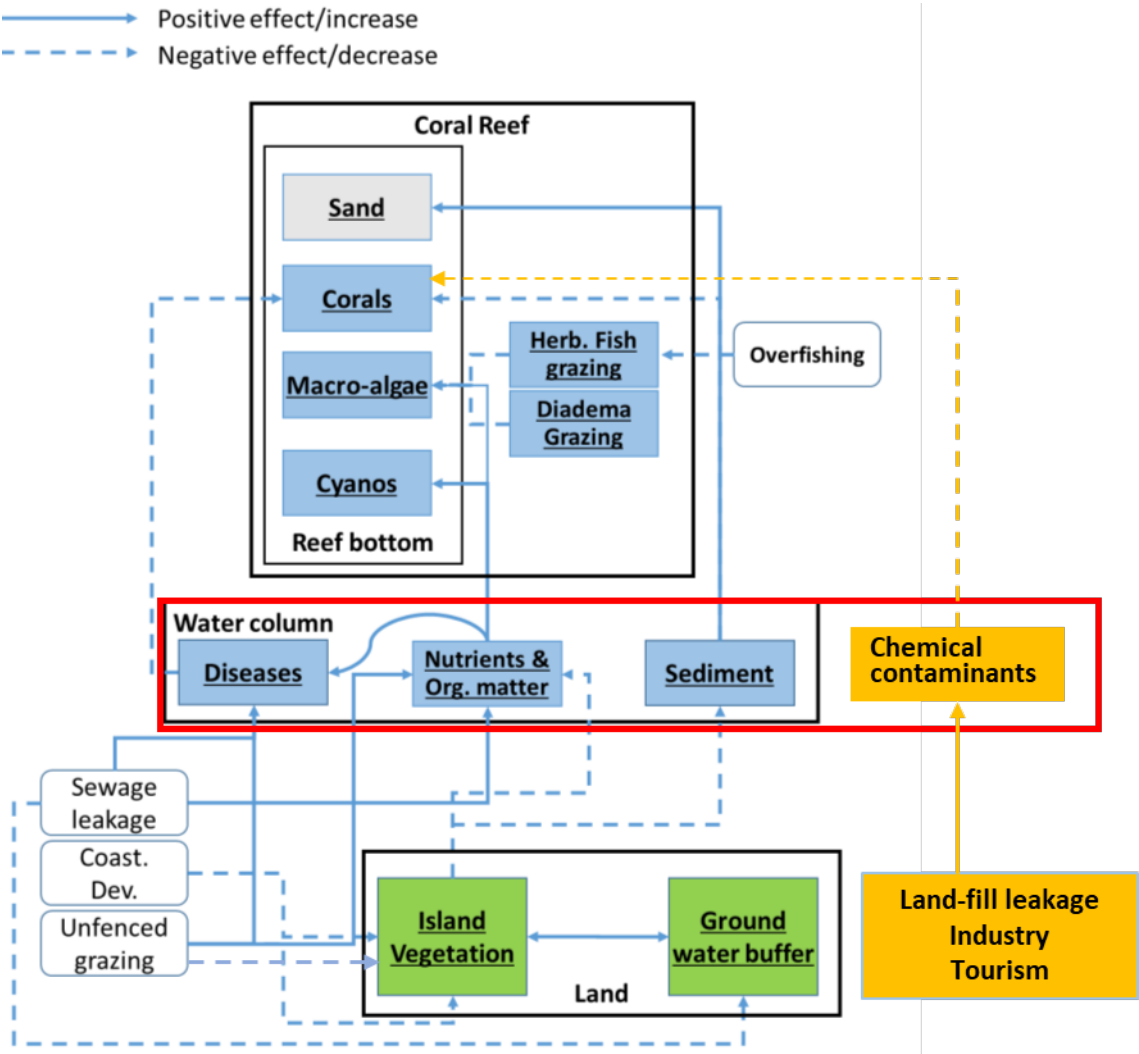 Positive effect/increase
Negative effect/decrease
Coral Reef
Sand
Corals
Macro-algae
Cyanos
Reef bottom
Herb. Fish
grazing
Diadema
Grazing
Overfishing
Water column
Diseases
Nutrients &
Org. matter
Sediment
Chemical
contaminants
Sewage
leakage
Coast.
Dev.
Unfenced
grazing
Island
Vegetation
Ground
water buffer
Land
Land-fill leakage
Industry
Tourism